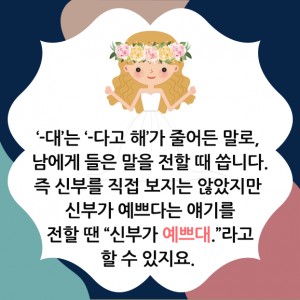 ‘-대’는 ‘-다고 해’가 줄어든 말로,
남에게 들은 말을 전할 때 씁니다.
즉 신부를 직접 보지는 않았지만
신부가 예쁘다는 얘기를
전할 땐 “신부가 예쁘대.”라고
할 수 있지요.